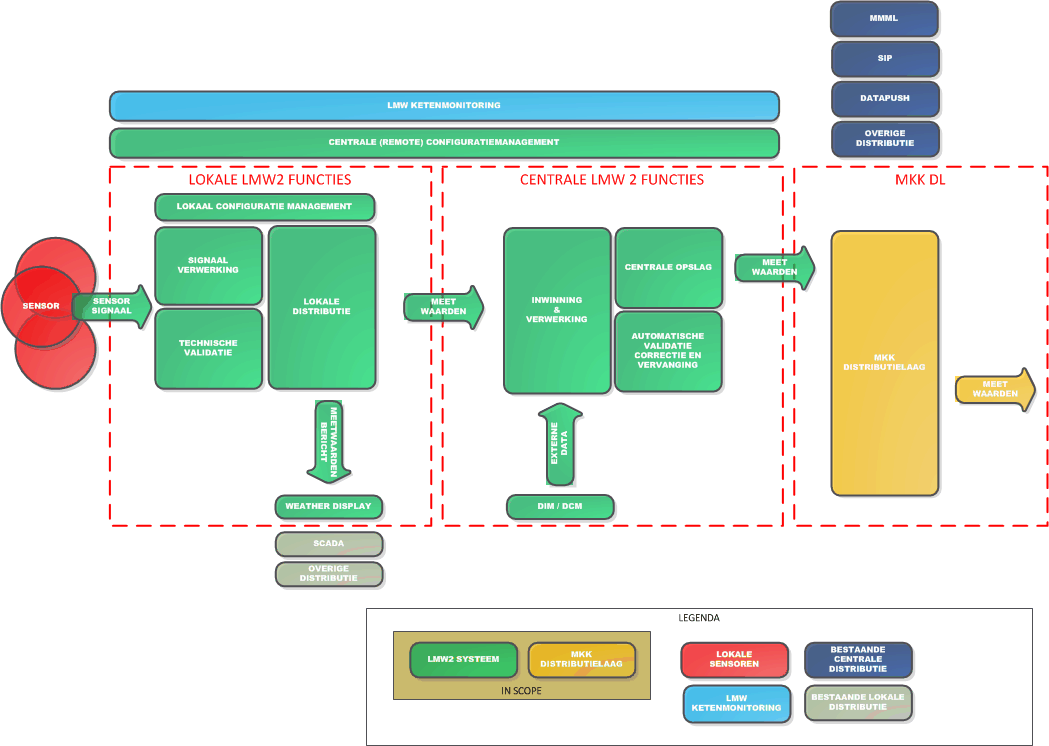 MMML
SIP
DATAPUSH
OVERIGE
DISTRIBUTIE
LMW KETENMONITORING
CENTRALE (REMOTE) CONFIGURATIEMANAGEMENT
LOKALE LMW2 FUNCTIES
CENTRALE LMW 2 FUNCTIES
MKK DL
LOKAAL CONFIGURATIE MANAGEMENT
SIGNAAL
VERWERKING
TECHNISCHE
VALIDATIE
LOKALE
DISTRIBUTIE
SENSOR
SENSOR
SIGNAAL
MEET
WAARDEN
INWINNING
&
VERWERKING
CENTRALE OPSLAG
AUTOMATISCHE
VALIDATIE
CORRECTIE EN
VERVANGING
MEET
WAARDEN
MKK
DISTRIBUTIELAAG
MEET
WAARDEN
MEETWAARDEN
BERICHT
EXTERNE
DATA
WEATHER DISPLAY
DIM / DCM
SCADA
OVERIGE
DISTRIBUTIE
LEGENDA
LMW2 SYSTEEM
MKK
DISTRIBUTIELAAG
IN SCOPE
LOKALE
SENSOREN
BESTAANDE
CENTRALE
DISTRIBUTIE
LMW
KETENMONITORING
BESTAANDE LOKALE
DISTRIBUTIE